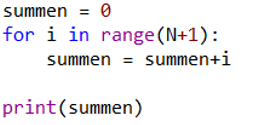 summen = 0
for i in range(N+1):
    summen = summen+i

print(summen)